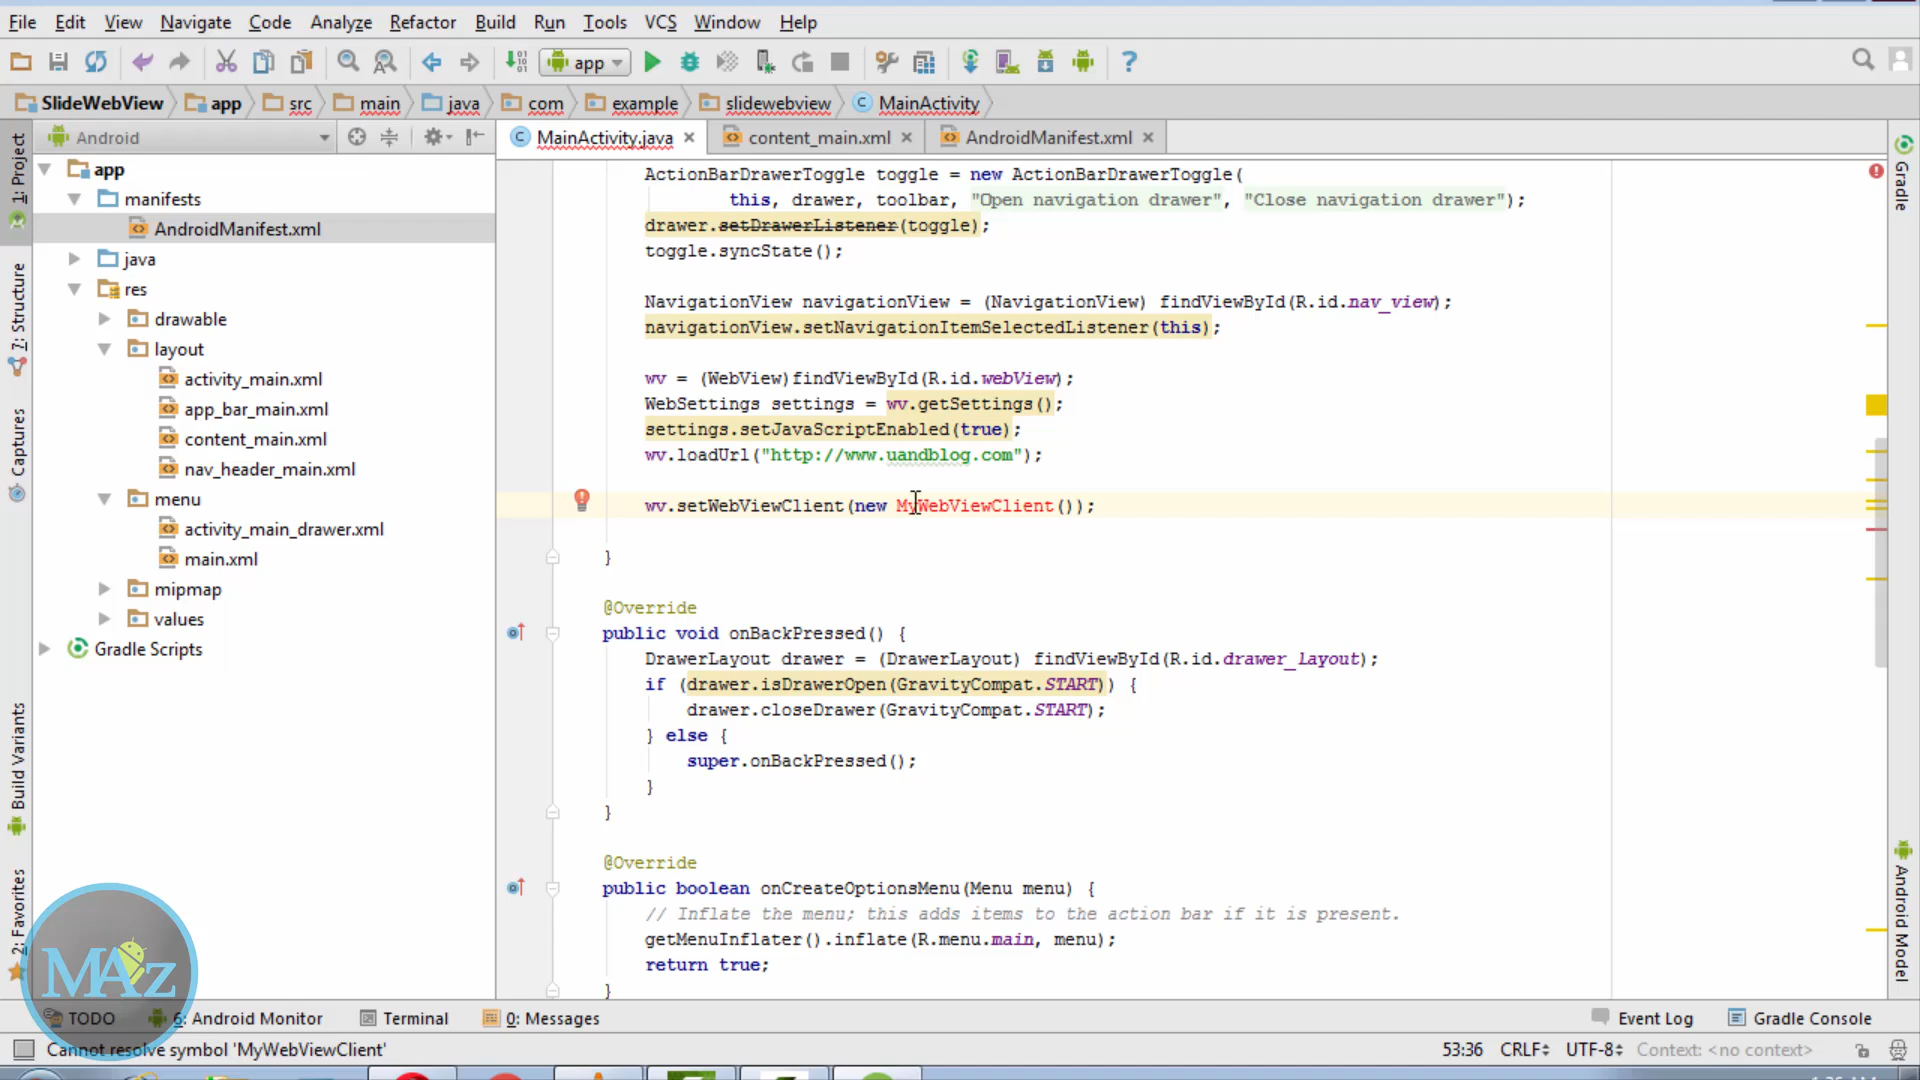 File Edit View Navigate Code Analyze Refactor Build Run Tools VCS Window Help
app
SlideWebView app src main java com example slidewebview MainActivity
Android
MainActivity.java content_main.xml AndroidManifest.xml
1: Project
7: Structure
Captures
Build Variants
2: Favorites
app
manifests
AndroidManifest.xml
java
res
drawable
layout
activity_main.xml
app_bar_main.xml
content_main.xml
nav_header_main.xml
menu
activity_main_drawer.xml
main.xml
mipmap
values
Gradle Scripts
ActionBarDrawerToggle toggle = new ActionBarDrawerToggle(
this, drawer, toolbar, "Open navigation drawer", "Close navigation drawer");
drawer.setDrawerListener(toggle);
toggle.syncState();
NavigationView navigationView = (NavigationView) findViewById(R.id.nav_view);
navigationView.setNavigationItemSelectedListener(this);
wv = (WebView)findViewById(R.id.webView);
WebSettings settings = wv.getSettings();
settings.setJavaScriptEnabled(true);
wv.loadUrl("http://www.uandblog.com");
wv.setWebViewClient(new MyWebViewClient());
}
@Override
public void onBackPressed() {
DrawerLayout drawer = (DrawerLayout) findViewById(R.id.drawer_layout);
if (drawer.isDrawerOpen(GravityCompat.START)) {
drawer.closeDrawer(GravityCompat.START);
} else {
super.onBackPressed();
}
}
@Override
public boolean onCreateOptionsMenu(Menu menu) {
// Inflate the menu; this adds items to the action bar if it is present.
getMenuInflater().inflate(R.menu.main, menu);
return true;
}
Gradle
Android Model
MAz
TODO 6: Android Monitor Terminal 0: Messages Event Log Gradle Console
Cannot resolve symbol 'MyWebViewClient' 53:36 CRLF UTF-8 Context: <no context>